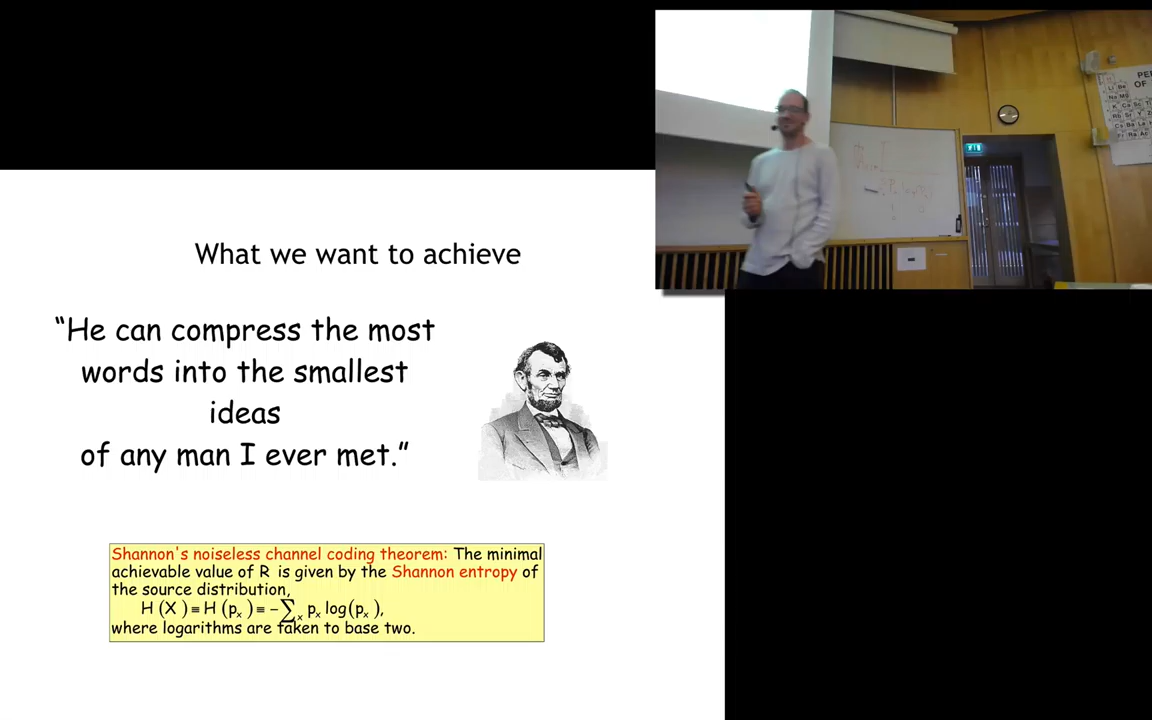 What we want to achieve
“He can compress the most
words into the smallest
ideas
of any man I ever met.”
Shannon's noiseless channel coding theorem: The minimal
achievable value of R is given by the Shannon entropy of
the source distribution,
H (X ) ≡ H (pₓ ) ≡ -∑ₓ pₓ log(pₓ ),
where logarithms are taken to base two.